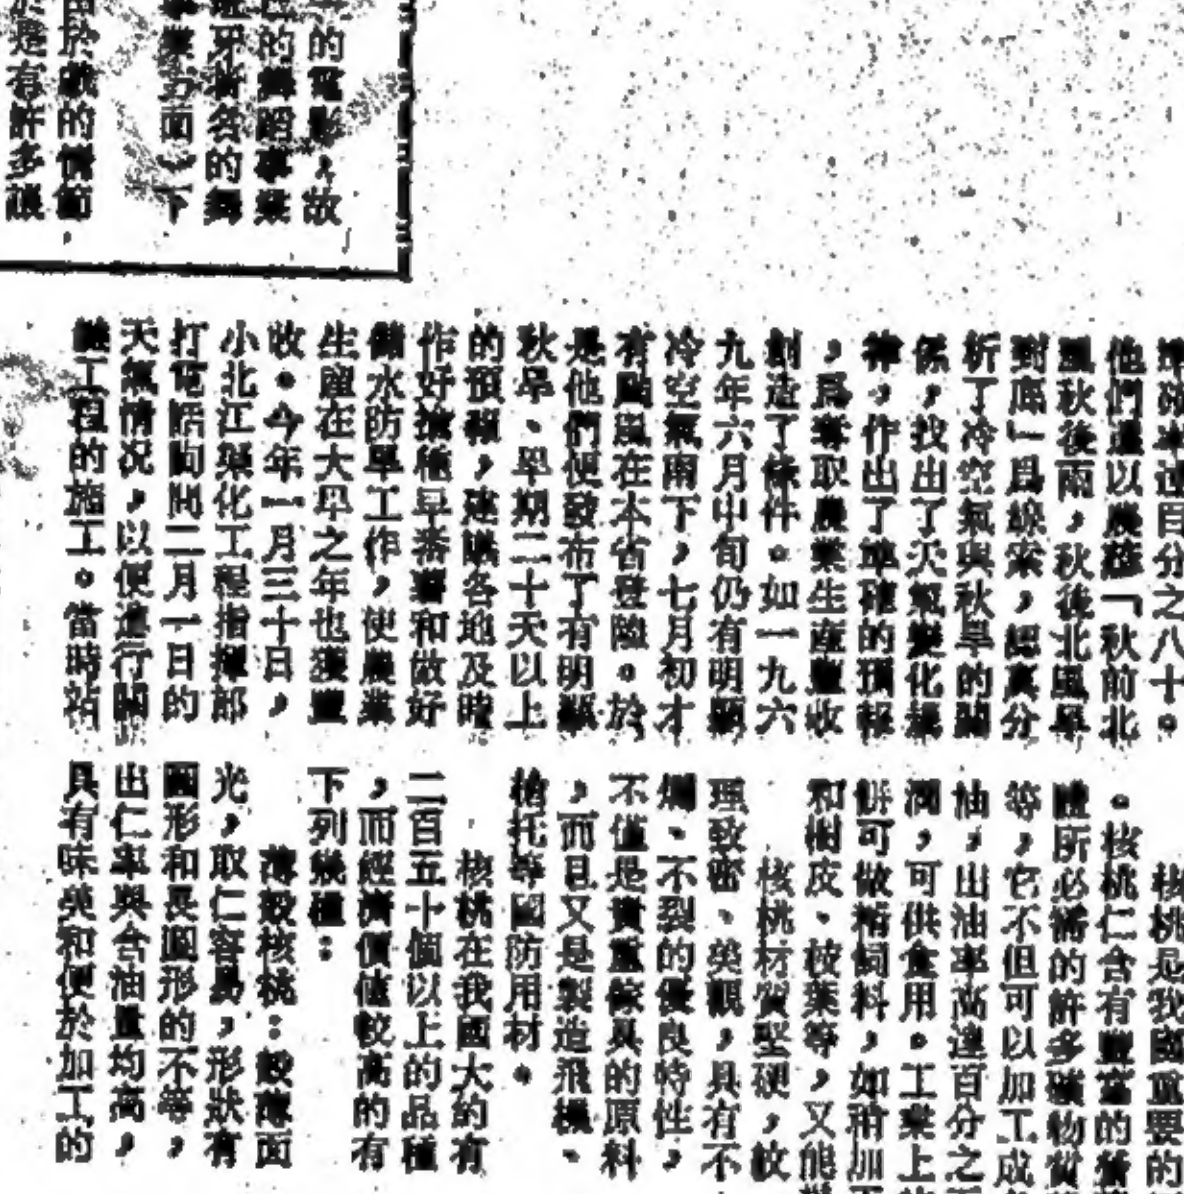 的電影，故
的舞蹈事業
班牙著名的舞
業方面，下
由於戲的情節，
於是有許多誤
準確率達百分之八十。
他們還以農諺「秋前北
風秋後雨，秋後北風旱
到底」爲線索，認真分
析了冷空氣與秋旱的關
係，找出了天氣變化規
律，作出了準確的預報
，爲奪取農業生產豐收
創造了條件。如一九六
九年六月中旬仍有明顯
冷空氣南下，七月初才
有颱風在本省登陸。於
是他們便發布了有明顯
秋旱、旱期二十天以上
的預報，建議各地及時
作好搶種早番薯和做好
儲水防旱工作，使農業
生產在大旱之年也獲豐
收。今年一月三十日，
小北江渠化工程指揮部
打電話詢問二月一日的
天氣情況，以便進行關
鍵工程的施工。當時站
核桃是我國重要的
。核桃仁含有豐富的營
體所必需的許多礦物質
等，它不但可以加工成
油，出油率高達百分之
潤，可供食用。工業上
餅可做精飼料，如稍加
和樹皮、枝葉等，又能
核桃材質堅硬，紋
理致密、美觀，具有不
爛、不裂的優良特性，
不僅是貴重傢具的原料
，而且又是製造飛機、
槍托等國防用材。
核桃在我國大約有
二百五十個以上的品種
，而經濟價值較高的有
下列幾種：
薄殼核桃：殼薄面
光，取仁容易，形狀有
圓形和長圓形的不等，
出仁率與含油量均高，
具有味美和便於加工的